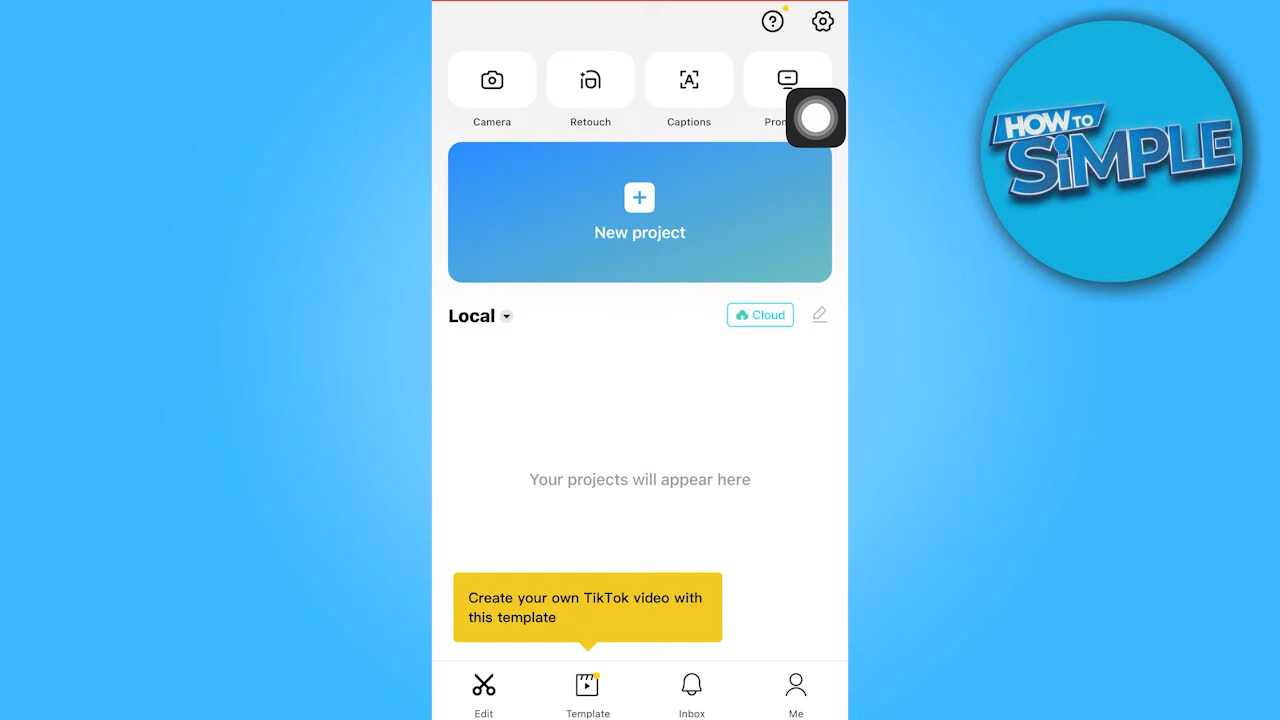 HOW TO
SiMPLE
Camera
Retouch
Captions
New project
Local
Cloud
Your projects will appear here
Create your own TikTok video with
this template
Edit
Template
Inbox
Me